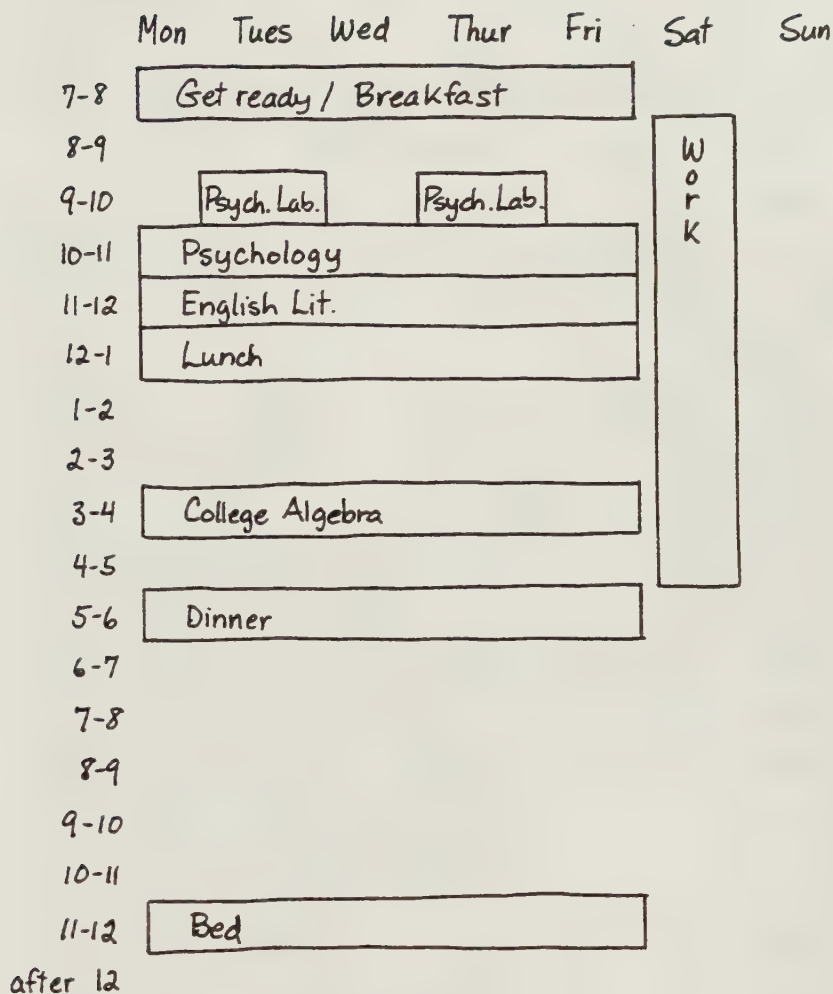 Mon Tues Wed Thur Fri Sat Sun
7-8 Get ready / Breakfast
8-9
9-10 Psych. Lab. Psych. Lab.
10-11 Psychology
11-12 English Lit.
12-1 Lunch
1-2
2-3
3-4 College Algebra
4-5
5-6 Dinner
6-7
7-8
8-9
9-10
10-11
11-12 Bed
after 12
Work